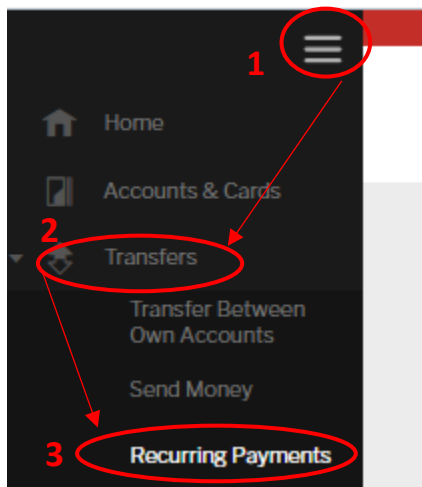 1
Home
Accounts & Cards
2
Transfers
Transfer Between
Own Accounts
Send Money
3 Recurring Payments